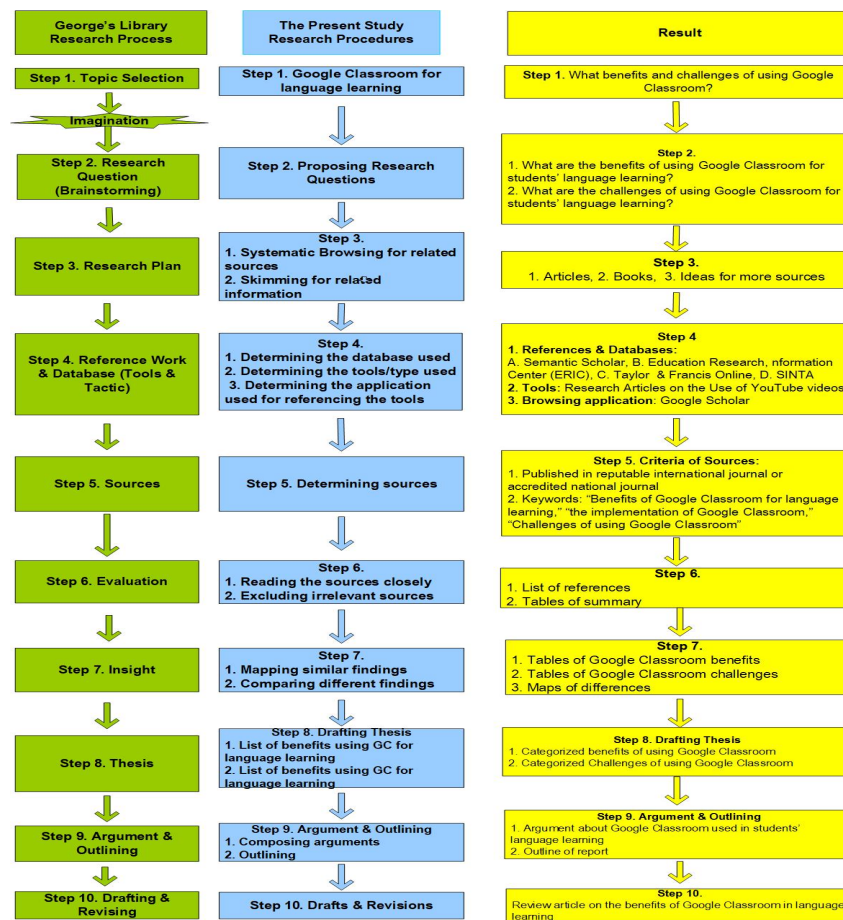 George's Library
Research Process
Step 1. Topic Selection
Imagination
Step 2. Research
Question
(Brainstorming)
Step 3. Research Plan
Step 4. Reference Work
& Database (Tools &
Tactic)
Step 5. Sources
Step 6. Evaluation
Step 7. Insight
Step 8. Thesis
Step 9. Argument &
Outlining
Step 10. Drafting &
Revising
The Present Study
Research Procedures
Step 1. Google Classroom for
language learning
Step 2. Proposing Research
Questions
Step 3.
1. Systematic Browsing for related
sources
2. Skimming for related
information
Step 4.
1. Determining the database used
2. Determining the tools/type used
3. Determining the application
used for referencing the tools
Step 5. Determining sources
Step 6.
1. Reading the sources closely
2. Excluding irrelevant sources
Step 7.
1. Mapping similar findings
2. Comparing different findings
Step 8. Drafting Thesis
1. List of benefits using GC for
language learning
2. List of benefits using GC for
language learning
Step 9. Argument & Outlining
1. Composing arguments
2. Outlining
Step 10. Drafts & Revisions
Result
Step 1. What benefits and challenges of using Google
Classroom?
Step 2.
1. What are the benefits of using Google Classroom for
students' language learning?
2. What are the challenges of using Google Classroom for
students' language learning?
Step 3.
1. Articles, 2. Books, 3. Ideas for more sources
Step 4
1. References & Databases:
A. Semantic Scholar, B. Education Research, nformation
Center (ERIC), C. Taylor & Francis Online, D. SINTA
2. Tools: Research Articles on the Use of YouTube videos
3. Browsing application: Google Scholar
Step 5. Criteria of Sources:
1. Published in reputable international journal or
accredited national journal
2. Keywords: "Benefits of Google Classroom for language
learning," "the implementation of Google Classroom,"
"Challenges of using Google Classroom"
Step 6.
1. List of references
2. Tables of summary
Step 7.
1. Tables of Google Classroom benefits
2. Tables of Google Classroom challenges
3. Maps of differences
Step 8. Drafting Thesis
1. Categorized benefits of using Google Classroom
2. Categorized Challenges of using Google Classroom
Step 9. Argument & Outlining
1. Argument about Google Classroom used in students'
language learning
2. Outline of report
Step 10.
Review article on the benefits of Google Classroom in language
learning